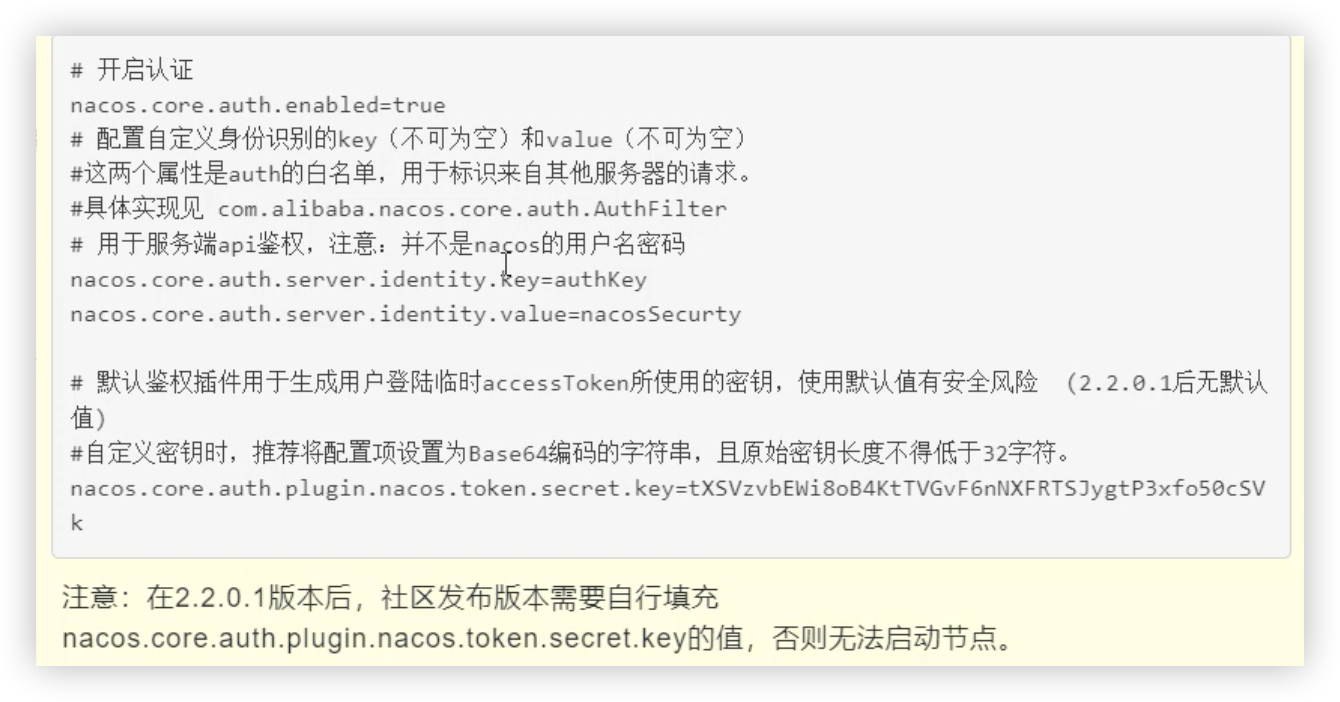 # 开启认证
nacos.core.auth.enabled=true
# 配置自定义身份识别的key（不可为空）和value（不可为空）
#这两个属性是auth的白名单，用于标识来自其他服务器的请求。
#具体实现见 com.alibaba.nacos.core.auth.AuthFilter
# 用于服务端api鉴权，注意：并不是nacos的用户名密码
nacos.core.auth.server.identity.key=authKey
nacos.core.auth.server.identity.value=nacosSecurty
# 默认鉴权插件用于生成用户登陆临时accessToken所使用的密钥，使用默认值有安全风险 (2.2.0.1后无默认
值)
#自定义密钥时，推荐将配置项设置为Base64编码的字符串，且原始密钥长度不得低于32字符。
nacos.core.auth.plugin.nacos.token.secret.key=tXSVzvbEWi8oB4KtTVGvF6nNXFRTSJygtP3xfo50cSV
k
注意：在2.2.0.1版本后，社区发布版本需要自行填充
nacos.core.auth.plugin.nacos.token.secret.key的值，否则无法启动节点。